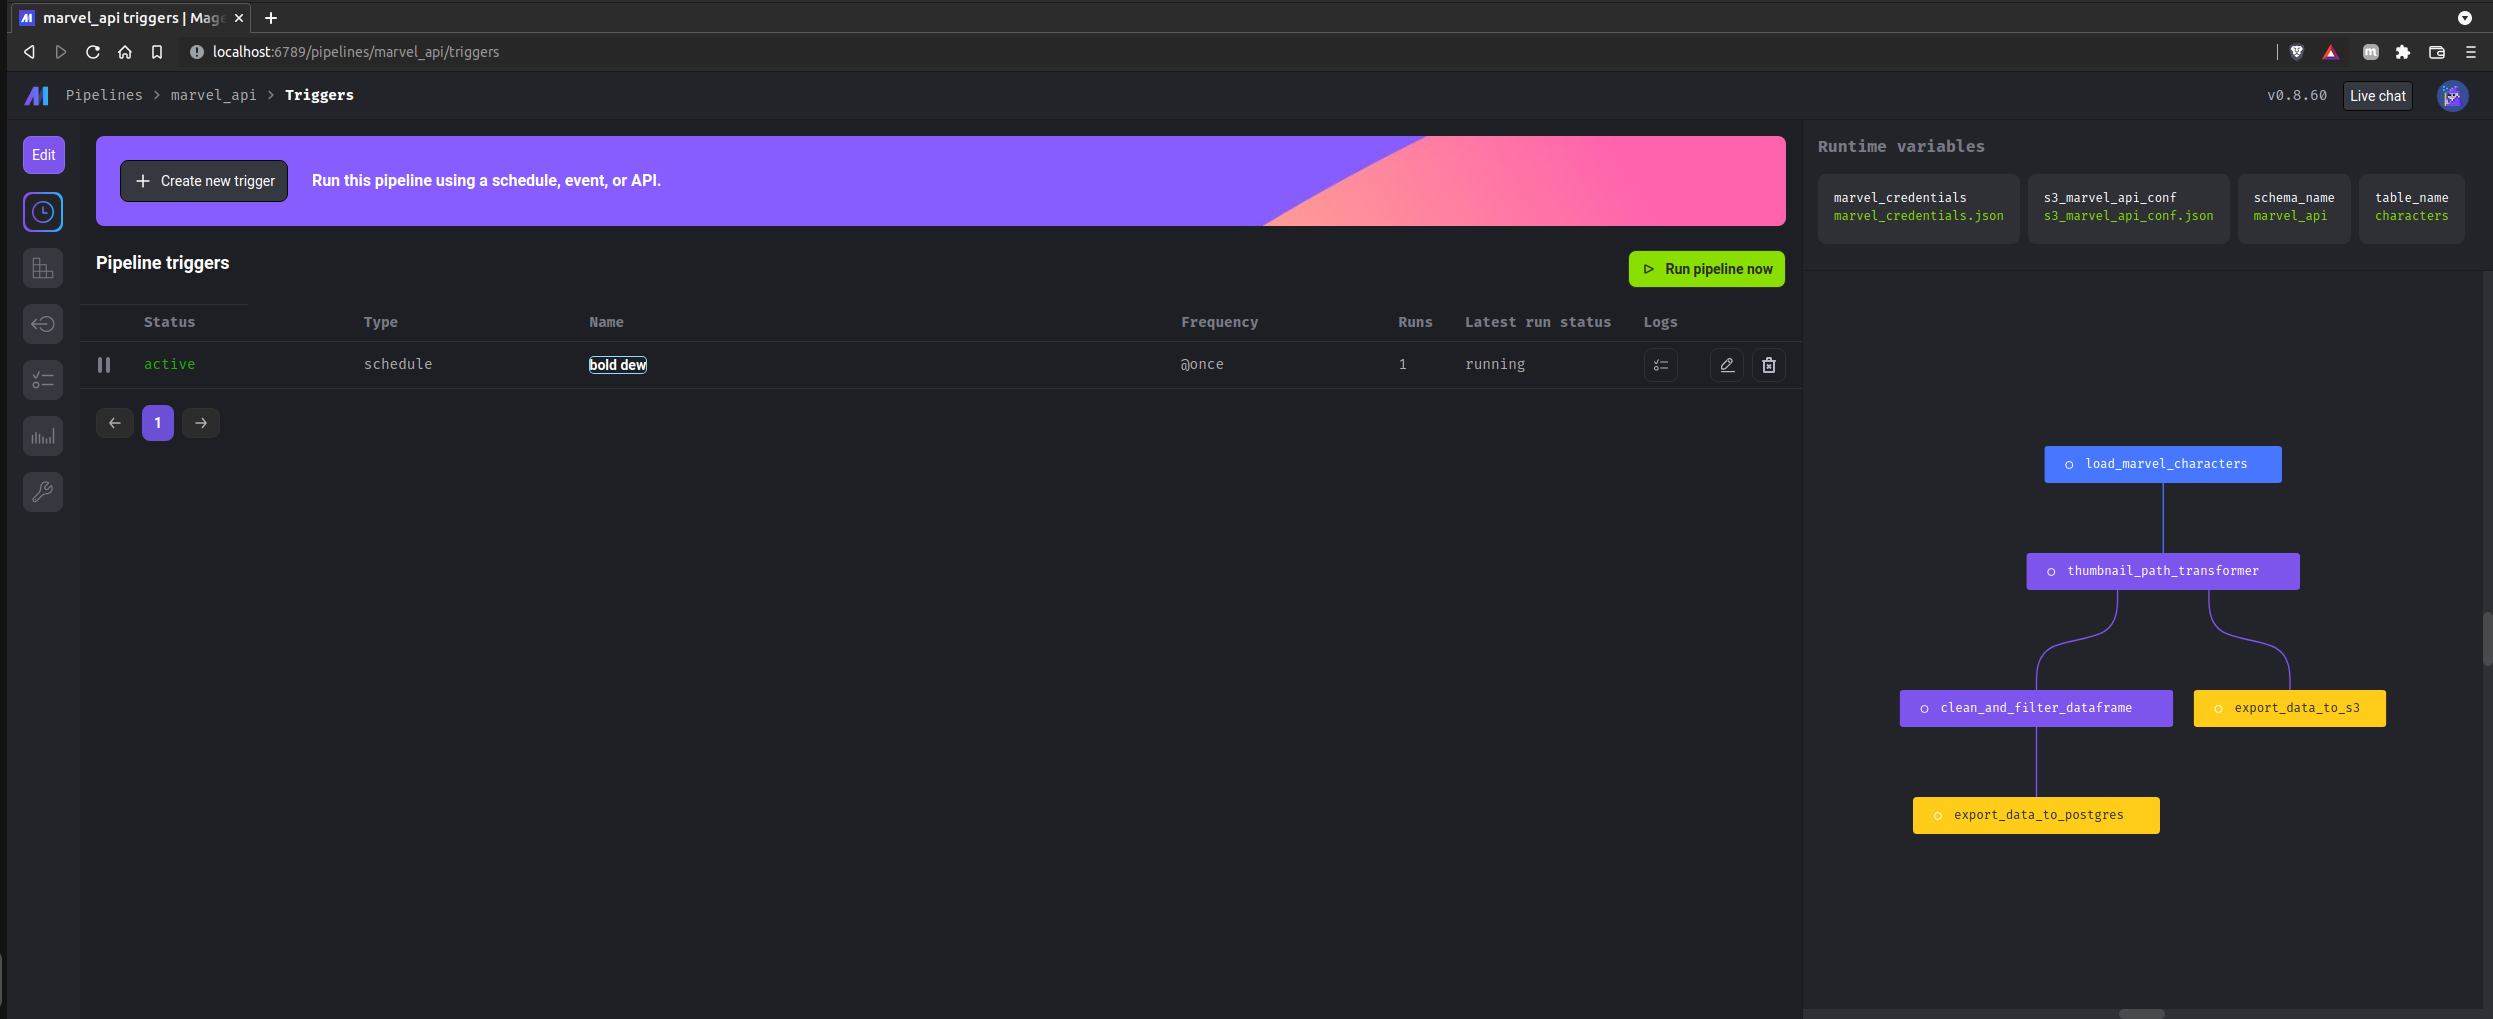 marvel_api triggers | Mage
localhost:6789/pipelines/marvel_api/triggers
Pipelines > marvel_api > Triggers
v0.8.60
Live chat
Edit
Create new trigger
Run this pipeline using a schedule, event, or API.
Pipeline triggers
Run pipeline now
Status Type Name Frequency Runs Latest run status Logs
active schedule bold dew @once 1 running
1
Runtime variables
marvel_credentials
marvel_credentials.json
s3_marvel_api_conf
s3_marvel_api_conf.json
schema_name
marvel_api
table_name
characters
load_marvel_characters
thumbnail_path_transformer
clean_and_filter_dataframe
export_data_to_s3
export_data_to_postgres